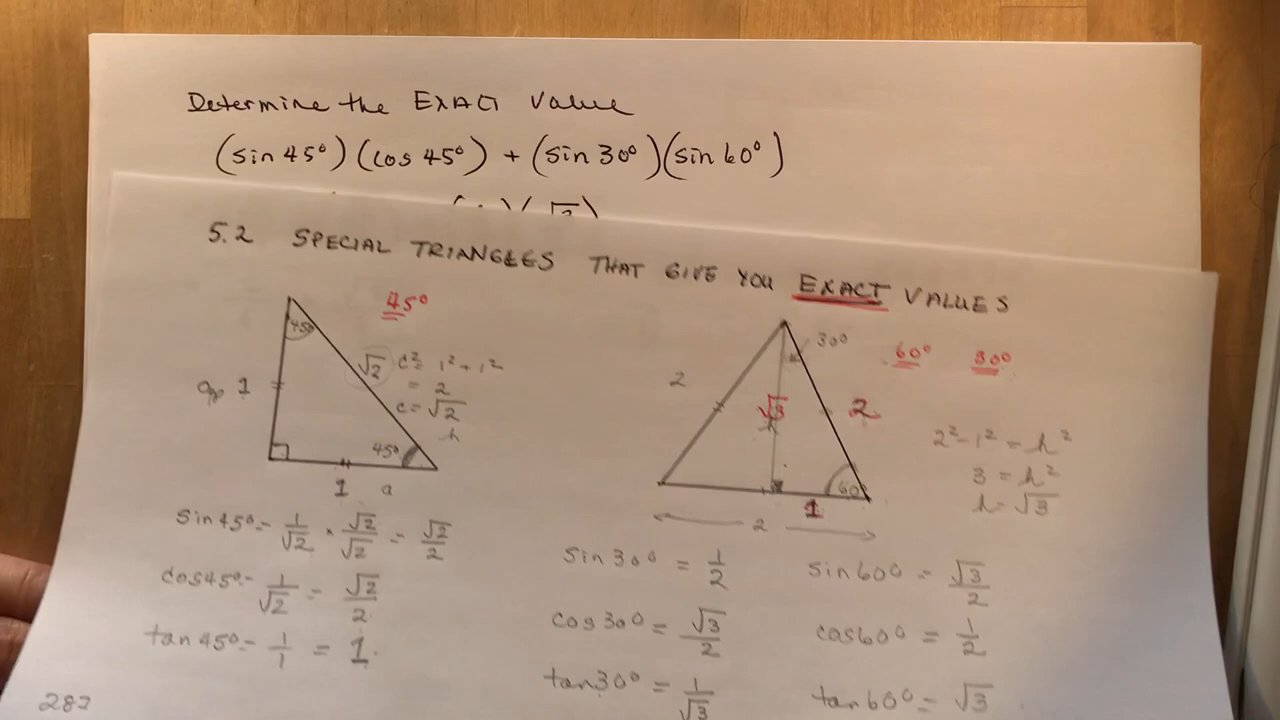 Determine the EXACT Value
(sin 45°)(cos 45°) + (sin 30°)(sin 60°)
5.2 SPECIAL TRIANGLES THAT GIVE YOU EXACT VALUES
45°
45°
opp 1
√2
c² = 1² + 1²
= 2
c = √2
h
45°
1 a
30°
60° 30°
2
√3
h
2
60
1
2
2² - 1² = h²
3 = h²
h = √3
sin 45° = 1/√2 × √2/√2 = √2/2
cos 45° = 1/√2 = √2/2
tan 45° = 1/1 = 1.
sin 30° = 1/2
cos 30° = √3/2
tan 30° = 1/√3
sin 60° = √3/2
cos 60° = 1/2
tan 60° = √3
287